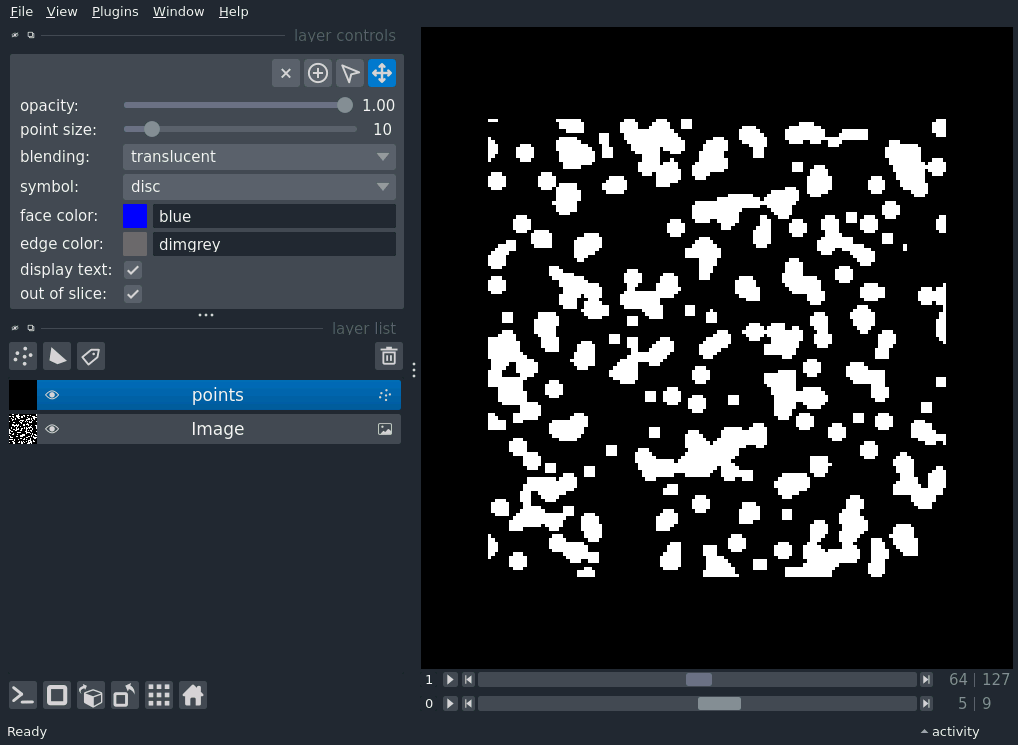 File View Plugins Window Help
layer controls
opacity: 1.00
point size: 10
blending: translucent
symbol: disc
face color: blue
edge color: dimgrey
display text:
out of slice:
layer list
points
Image
1 64 | 127
0 5 | 9
Ready activity